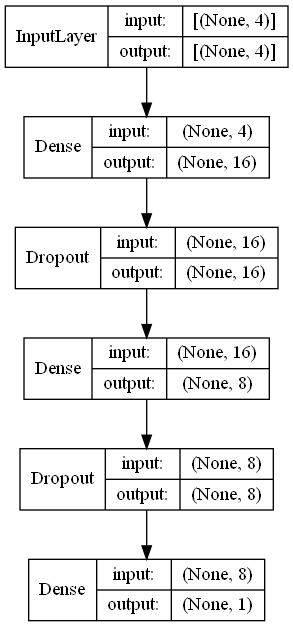 InputLayer input: [(None, 4)]
output: [(None, 4)]
Dense input: (None, 4)
output: (None, 16)
Dropout input: (None, 16)
output: (None, 16)
Dense input: (None, 16)
output: (None, 8)
Dropout input: (None, 8)
output: (None, 8)
Dense input: (None, 8)
output: (None, 1)